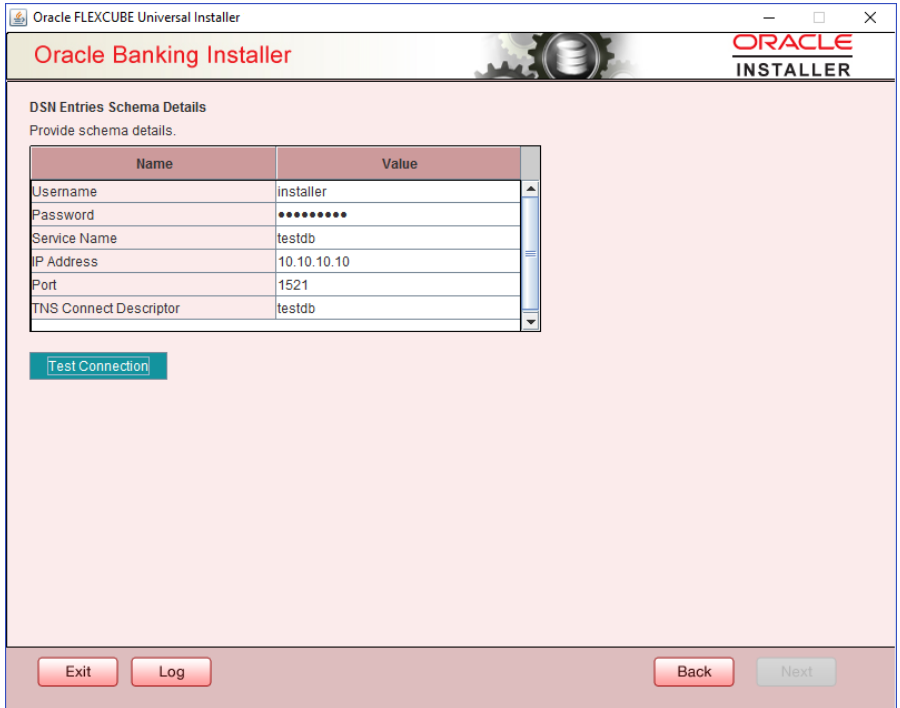 Oracle FLEXCUBE Universal Installer
Oracle Banking Installer
ORACLE
INSTALLER
DSN Entries Schema Details
Provide schema details.
Name Value
Username installer
Password •••••••••
Service Name testdb
IP Address 10.10.10.10
Port 1521
TNS Connect Descriptor testdb
Test Connection
Exit Log Back Next